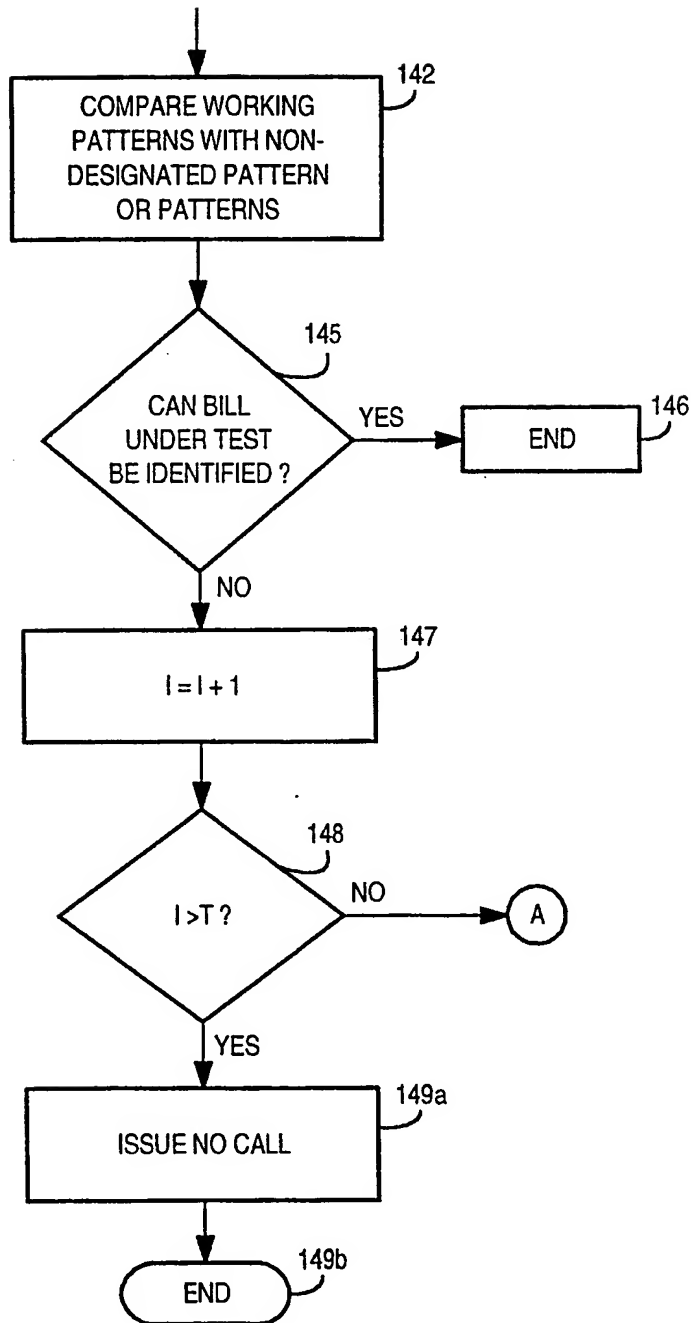 142
COMPARE WORKING
PATTERNS WITH NON-
DESIGNATED PATTERN
OR PATTERNS
145
CAN BILL
UNDER TEST
BE IDENTIFIED ?
YES
146
END
NO
147
I = I + 1
148
I >T ?
NO
A
YES
149a
ISSUE NO CALL
149b
END